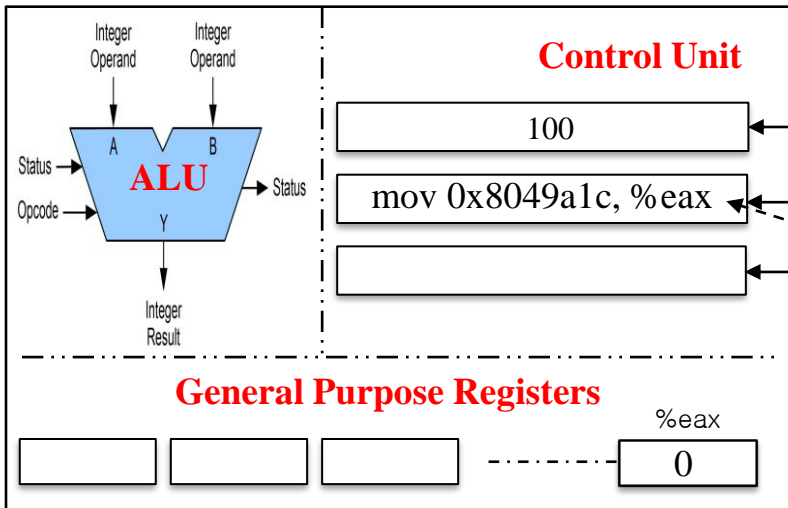 Integer
Operand
Integer
Operand
A
B
Status
ALU
Status
Opcode
Y
Integer
Result
Control Unit
100
mov 0x8049a1c, %eax
General Purpose Registers
%eax
0